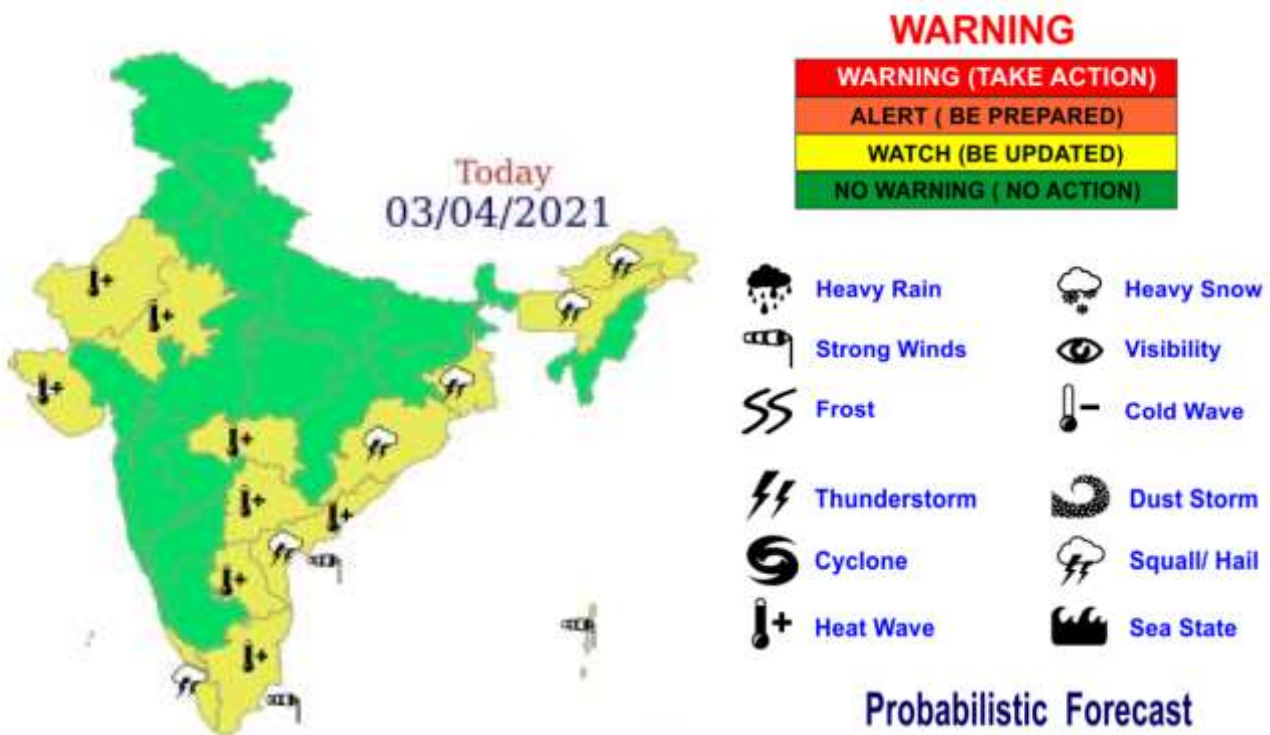 WARNING
WARNING (TAKE ACTION)
ALERT ( BE PREPARED)
WATCH (BE UPDATED)
NO WARNING ( NO ACTION)
Today
03/04/2021
Heavy Rain
Heavy Snow
Strong Winds
Visibility
Frost
Cold Wave
Thunderstorm
Dust Storm
Cyclone
Squall/ Hail
Heat Wave
Sea State
Probabilistic Forecast